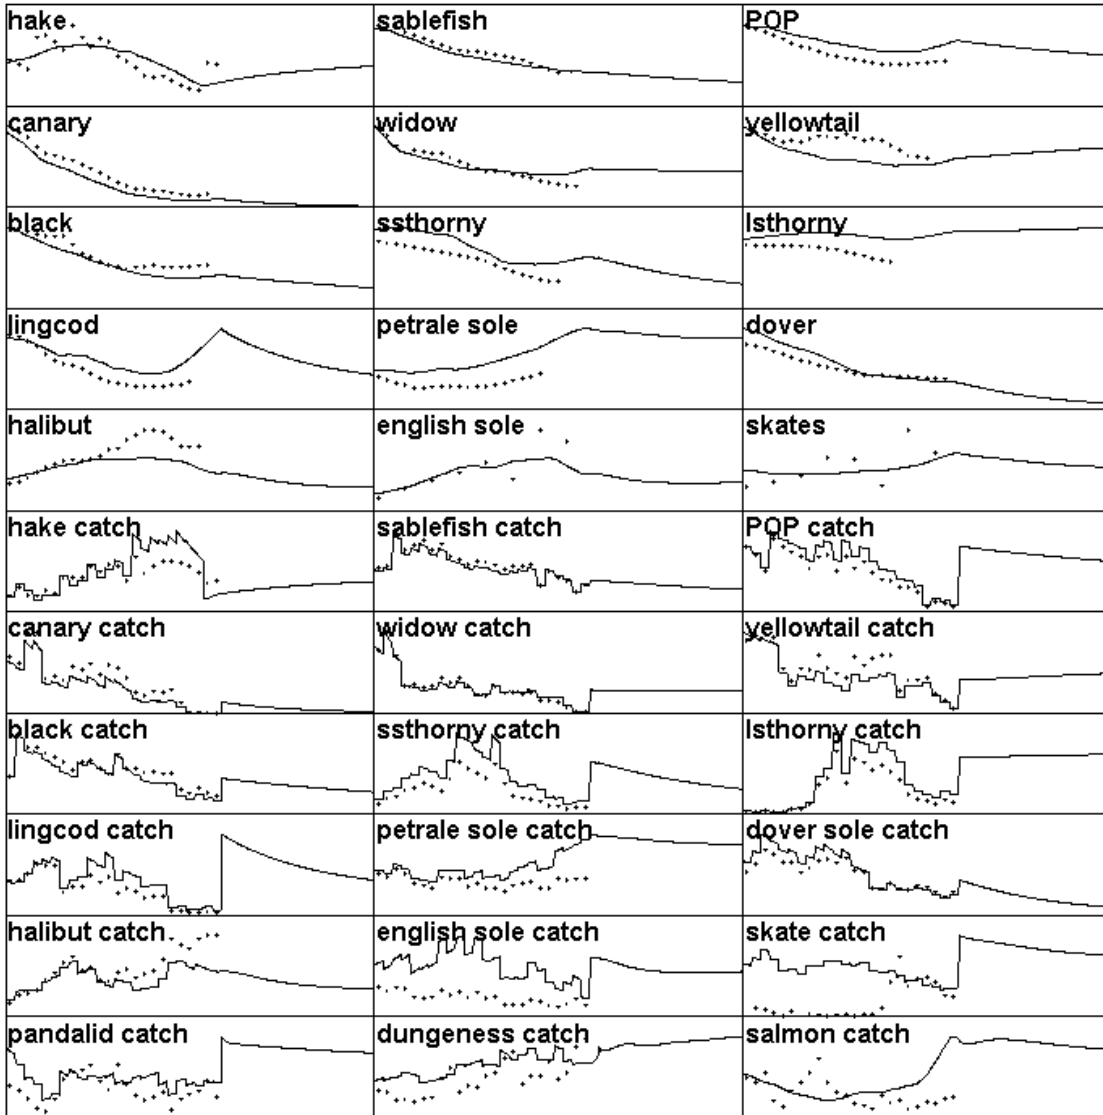 hake
sablefish
POP
canary
widow
yellowtail
black
ssthorny
lsthorny
lingcod
petrale sole
dover
halibut
english sole
skates
hake catch
sablefish catch
POP catch
canary catch
widow catch
yellowtail catch
black catch
ssthorny catch
lsthorny catch
lingcod catch
petrale sole catch
dover sole catch
halibut catch
english sole catch
skate catch
pandalid catch
dungeness catch
salmon catch